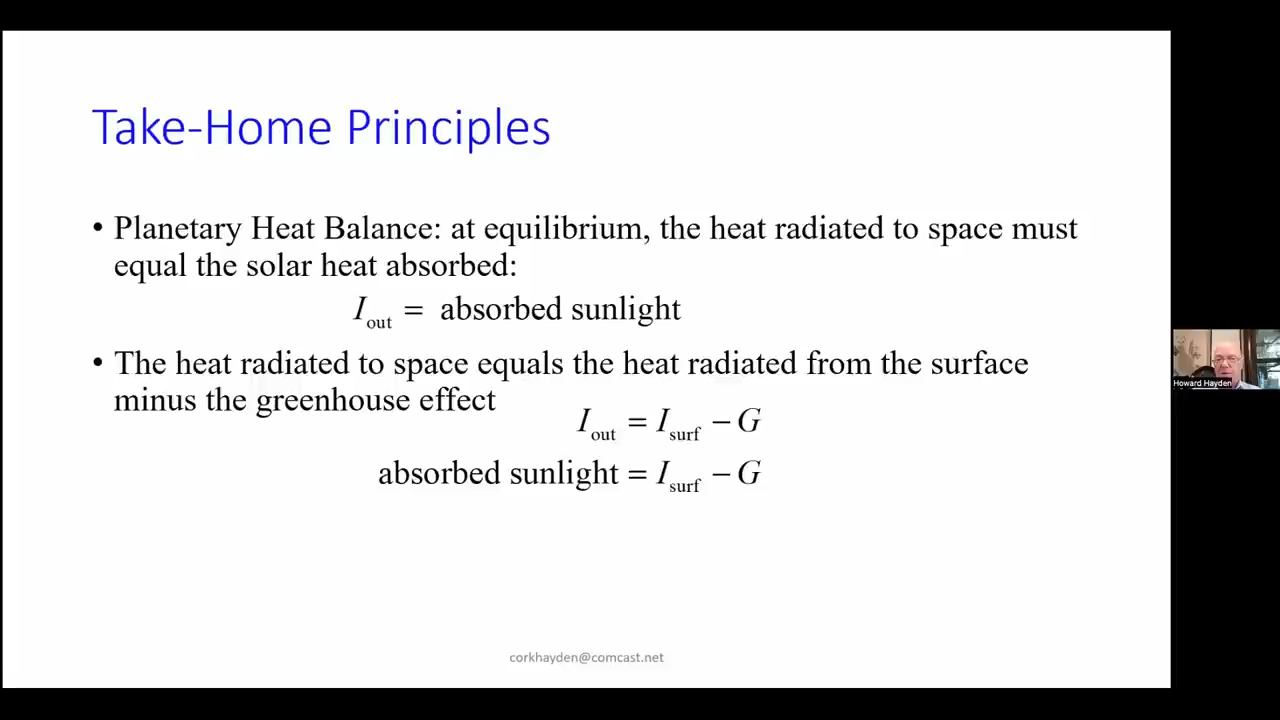 Take-Home Principles
• Planetary Heat Balance: at equilibrium, the heat radiated to space must
equal the solar heat absorbed:
I_out = absorbed sunlight
• The heat radiated to space equals the heat radiated from the surface
minus the greenhouse effect
I_out = I_surf − G
absorbed sunlight = I_surf − G
Howard Hayden
corkhayden@comcast.net